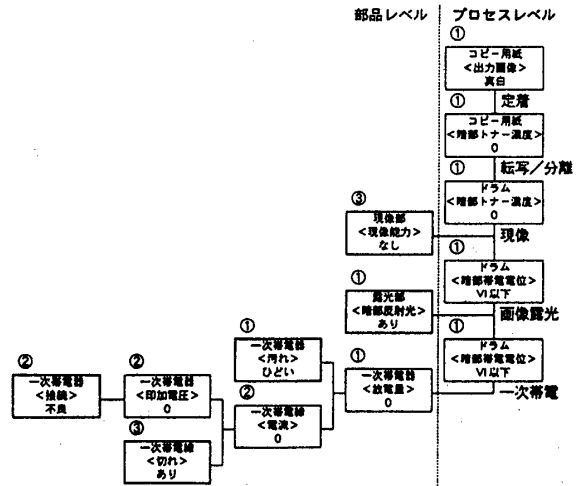 部品レベル
プロセスレベル
①
コピー用紙
<出力画像>
真白
定着
①
コピー用紙
<暗部トナー濃度>
0
転写/分離
①
ドラム
<暗部トナー濃度>
0
現像
③
現像部
<現像能力>
なし
①
ドラム
<暗部帯電電位>
Vl以下
画像露光
①
露光部
<暗部反射光>
あり
①
ドラム
<暗部帯電電位>
Vl以下
一次帯電
①
一次帯電器
<放電量>
0
①
一次帯電器
<汚れ>
ひどい
②
一次帯電線
<電流>
0
②
一次帯電器
<印加電圧>
0
②
一次帯電器
<接続>
不良
③
一次帯電線
<切れ>
あり